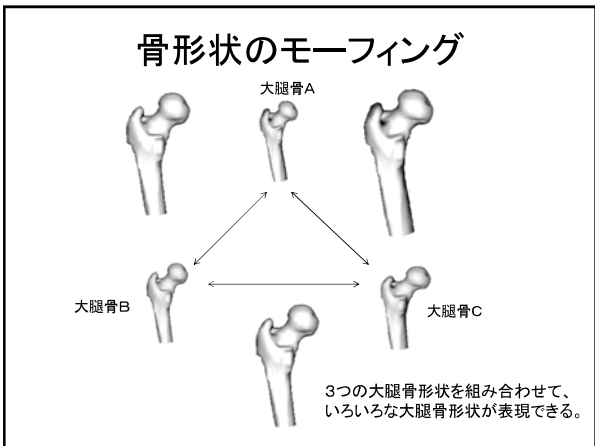 骨形状のモーフィング
大腿骨A
大腿骨B
大腿骨C
3つの大腿骨形状を組み合わせて、
いろいろな大腿骨形状が表現できる。